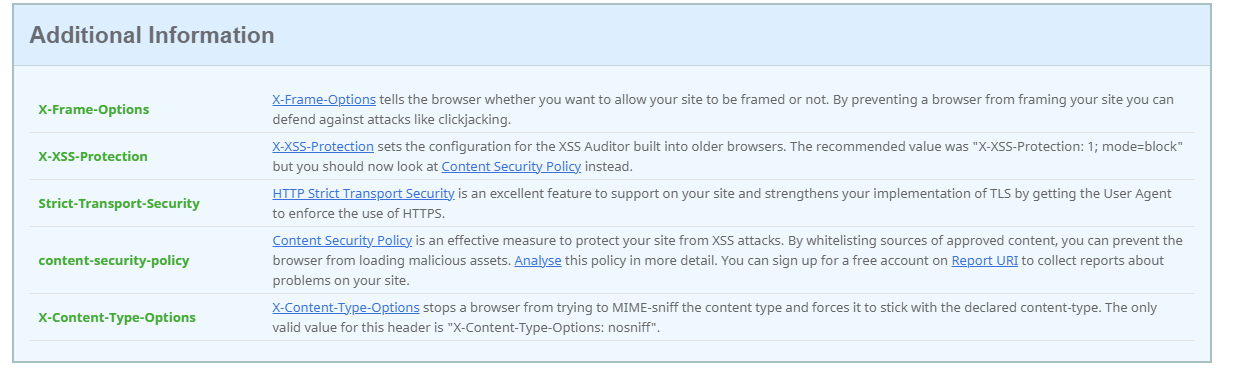 Additional Information
X-Frame-Options
X-Frame-Options tells the browser whether you want to allow your site to be framed or not. By preventing a browser from framing your site you can
defend against attacks like clickjacking.
X-XSS-Protection
X-XSS-Protection sets the configuration for the XSS Auditor built into older browsers. The recommended value was "X-XSS-Protection: 1; mode=block"
but you should now look at Content Security Policy instead.
Strict-Transport-Security
HTTP Strict Transport Security is an excellent feature to support on your site and strengthens your implementation of TLS by getting the User Agent
to enforce the use of HTTPS.
content-security-policy
Content Security Policy is an effective measure to protect your site from XSS attacks. By whitelisting sources of approved content, you can prevent the
browser from loading malicious assets. Analyse this policy in more detail. You can sign up for a free account on Report URI to collect reports about
problems on your site.
X-Content-Type-Options
X-Content-Type-Options stops a browser from trying to MIME-sniff the content type and forces it to stick with the declared content-type. The only
valid value for this header is "X-Content-Type-Options: nosniff".